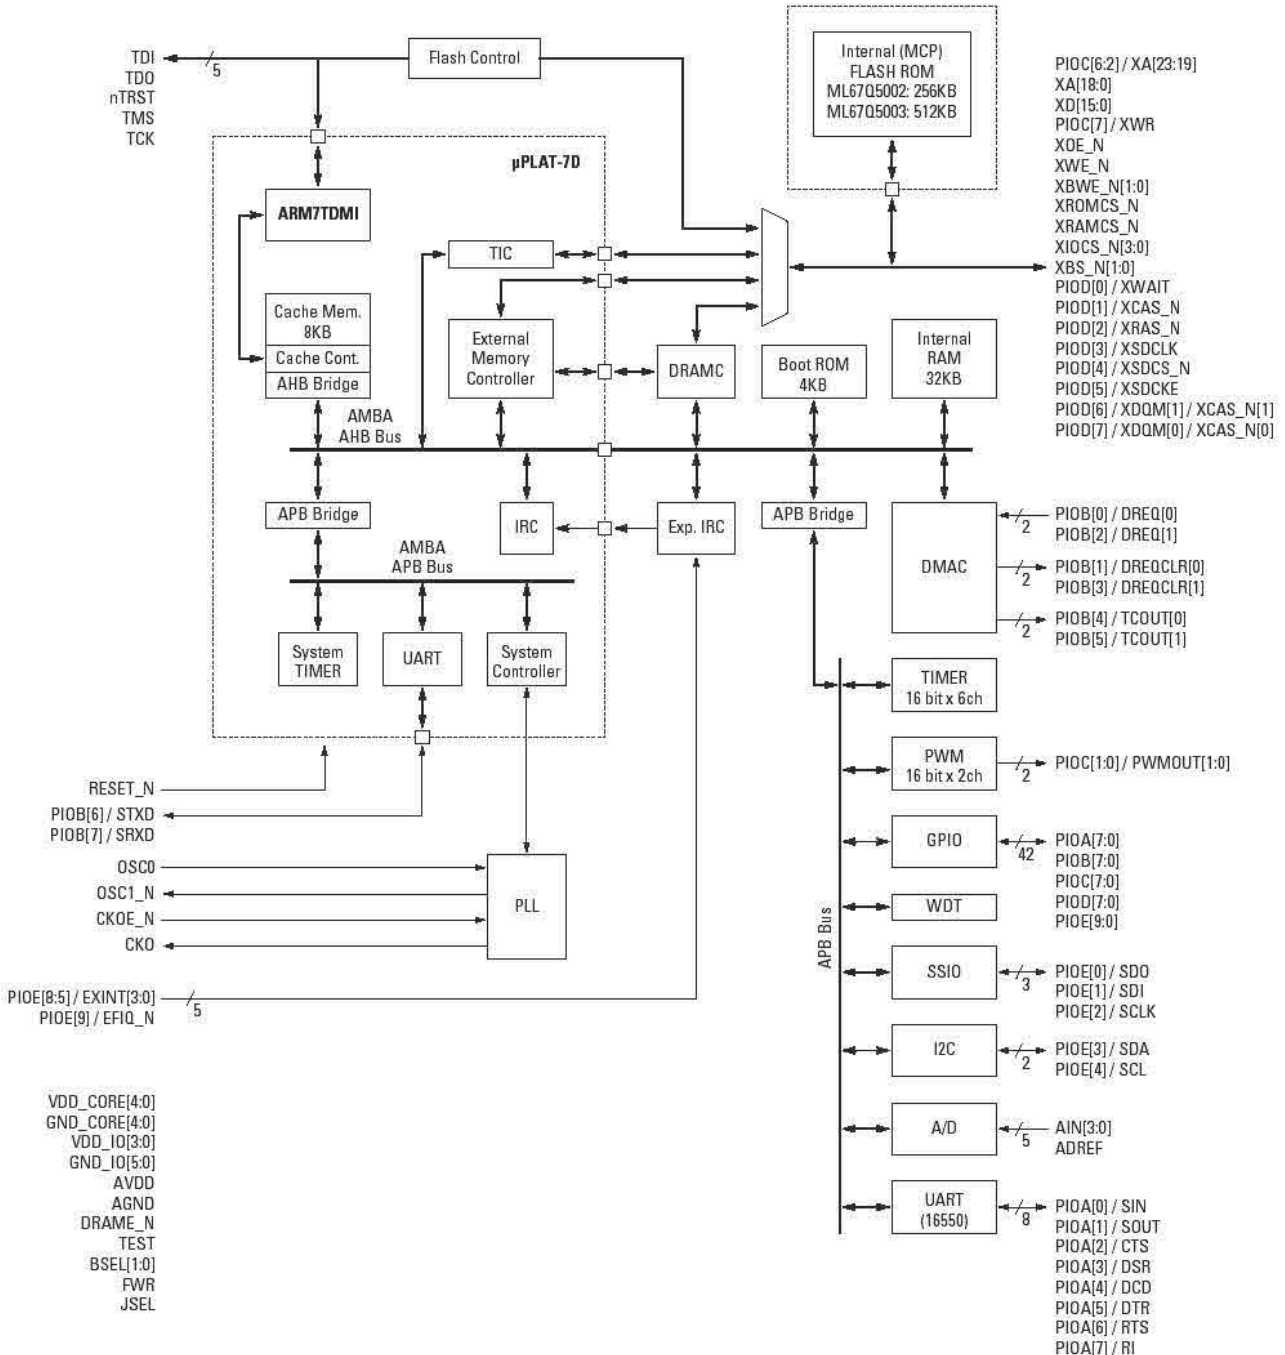 TDI
TDO
nTRST
TMS
TCK
5
Flash Control
Internal (MCP)
FLASH ROM
ML67Q5002: 256KB
ML67Q5003: 512KB
PIOC[6:2] / XA[23:19]
XA[18:0]
XD[15:0]
PIOC[7] / XWR
XOE_N
XWE_N
XBWE_N[1:0]
XROMCS_N
XRAMCS_N
XIOCS_N[3:0]
XBS_N[1:0]
PIOD[0] / XWAIT
PIOD[1] / XCAS_N
PIOD[2] / XRAS_N
PIOD[3] / XSDCLK
PIOD[4] / XSDCS_N
PIOD[5] / XSDCKE
PIOD[6] / XDQM[1] / XCAS_N[1]
PIOD[7] / XDQM[0] / XCAS_N[0]
µPLAT-7D
ARM7TDMI
TIC
Cache Mem.
8KB
Cache Cont.
AHB Bridge
External
Memory
Controller
DRAMC
Boot ROM
4KB
Internal
RAM
32KB
AMBA
AHB Bus
APB Bridge
IRC
Exp. IRC
APB Bridge
DMAC
2
PIOB[0] / DREQ[0]
PIOB[2] / DREQ[1]
2
PIOB[1] / DREQCLR[0]
PIOB[3] / DREQCLR[1]
2
PIOB[4] / TCOUT[0]
PIOB[5] / TCOUT[1]
AMBA
APB Bus
System
TIMER
UART
System
Controller
TIMER
16 bit x 6ch
PWM
16 bit x 2ch
2
PIOC[1:0] / PWMOUT[1:0]
RESET_N
PIOB[6] / STXD
PIOB[7] / SRXD
OSC0
OSC1_N
CKOE_N
CKO
PLL
GPIO
42
PIOA[7:0]
PIOB[7:0]
PIOC[7:0]
PIOD[7:0]
PIOE[9:0]
WDT
APB Bus
SSIO
3
PIOE[0] / SDO
PIOE[1] / SDI
PIOE[2] / SCLK
PIOE[8:5] / EXINT[3:0]
PIOE[9] / EFIQ_N
5
I2C
2
PIOE[3] / SDA
PIOE[4] / SCL
A/D
5
AIN[3:0]
ADREF
UART
(16550)
8
PIOA[0] / SIN
PIOA[1] / SOUT
PIOA[2] / CTS
PIOA[3] / DSR
PIOA[4] / DCD
PIOA[5] / DTR
PIOA[6] / RTS
PIOA[7] / RI
VDD_CORE[4:0]
GND_CORE[4:0]
VDD_IO[3:0]
GND_IO[5:0]
AVDD
AGND
DRAME_N
TEST
BSEL[1:0]
FWR
JSEL